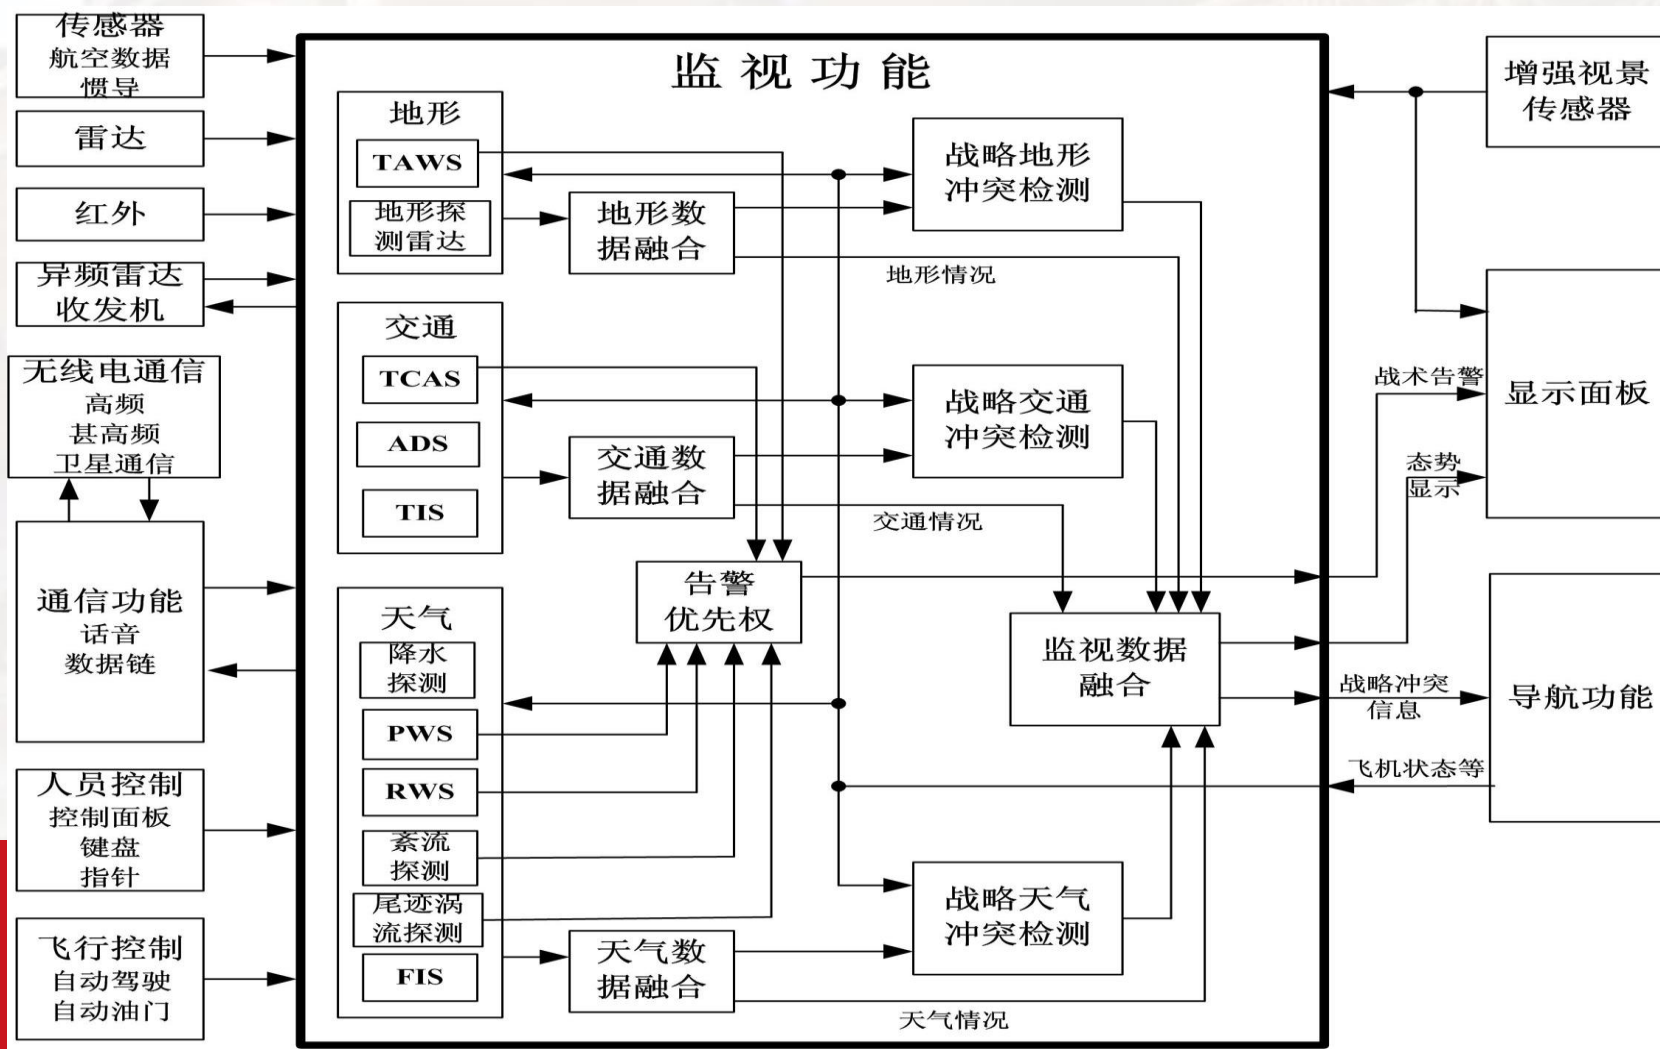 传感器
航空数据
惯导
雷达
红外
异频雷达
收发机
无线电通信
高频
甚高频
卫星通信
通信功能
话音
数据链
人员控制
控制面板
键盘
指针
飞行控制
自动驾驶
自动油门
监视功能
地形
TAWS
地形探
测雷达
地形数
据融合
战略地形
冲突检测
地形情况
交通
TCAS
ADS
TIS
交通数
据融合
战略交通
冲突检测
交通情况
告警
优先权
天气
降水
探测
PWS
RWS
紊流
探测
尾迹涡
流探测
FIS
天气数
据融合
战略天气
冲突检测
天气情况
监视数据
融合
增强视景
传感器
战术告警
态势
显示
显示面板
战略冲突
信息
飞机状态等
导航功能